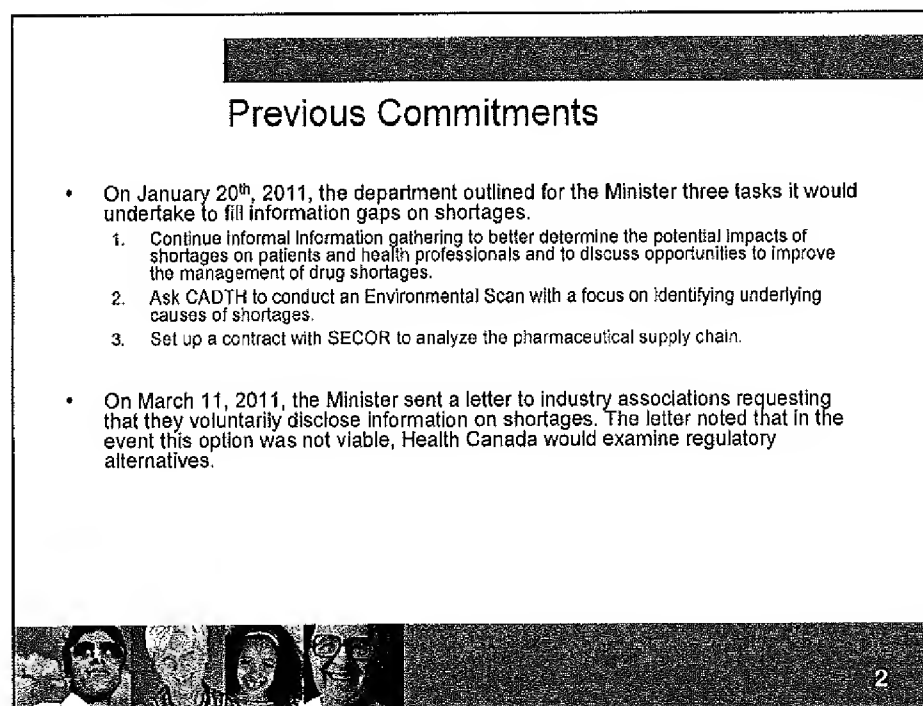 Previous Commitments
• On January 20th, 2011, the department outlined for the Minister three tasks it would
undertake to fill information gaps on shortages.
1. Continue informal information gathering to better determine the potential impacts of
shortages on patients and health professionals and to discuss opportunities to improve
the management of drug shortages.
2. Ask CADTH to conduct an Environmental Scan with a focus on identifying underlying
causes of shortages.
3. Set up a contract with SECOR to analyze the pharmaceutical supply chain.
• On March 11, 2011, the Minister sent a letter to industry associations requesting
that they voluntarily disclose information on shortages. The letter noted that in the
event this option was not viable, Health Canada would examine regulatory
alternatives.
2